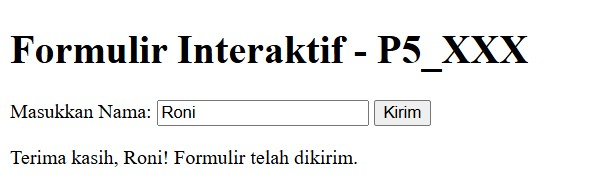 Formulir Interaktif - P5_XXX
Masukkan Nama: Roni Kirim
Terima kasih, Roni! Formulir telah dikirim.